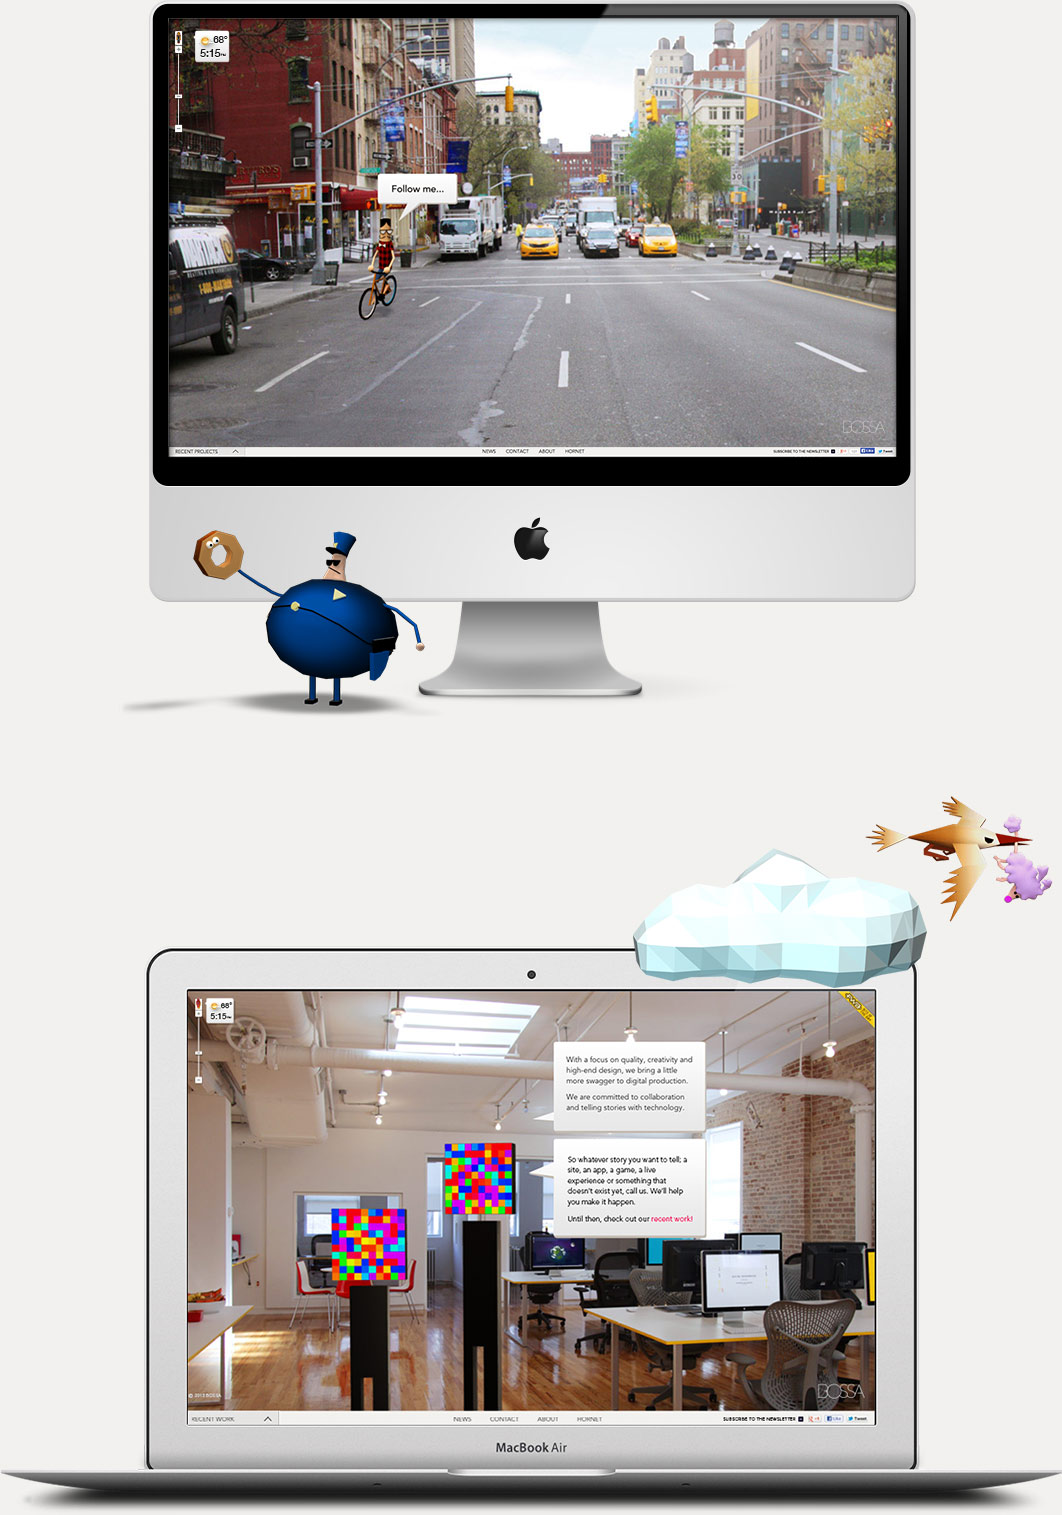 68°
5:15PM
Follow me...
30
BOSSA
RECENT PROJECTS
NEWS CONTACT ABOUT HORNET
SUBSCRIBE TO THE NEWSLETTER
Like
Tweet
68°
5:15PM
With a focus on quality, creativity and
high-end design, we bring a little
more swagger to digital production.
We are committed to collaboration
and telling stories with technology.
So whatever story you want to tell; a
site, an app, a game, a live
experience or something that
doesn't exist yet, call us. We'll help
you make it happen.
Until then, check out our recent work!
© 2013 BOSSA
BOSSA
RECENT WORK
NEWS CONTACT ABOUT HORNET
SUBSCRIBE TO THE NEWSLETTER
+1
Like
Tweet
MacBook Air